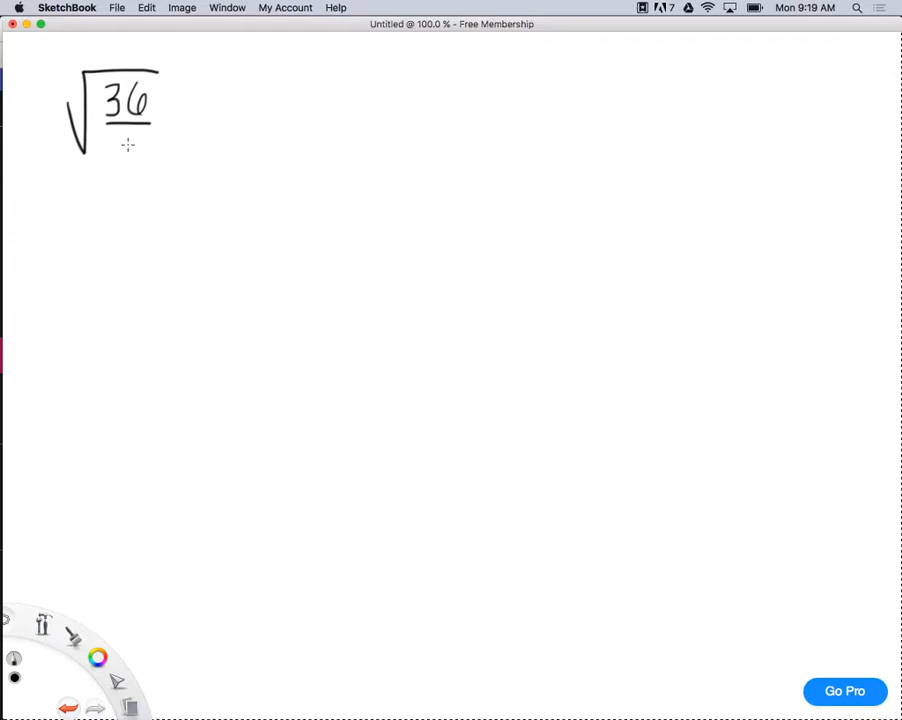 SketchBook File Edit Image Window My Account Help 7 Mon 9:19 AM
Untitled @ 100.0 % - Free Membership
√36
Go Pro